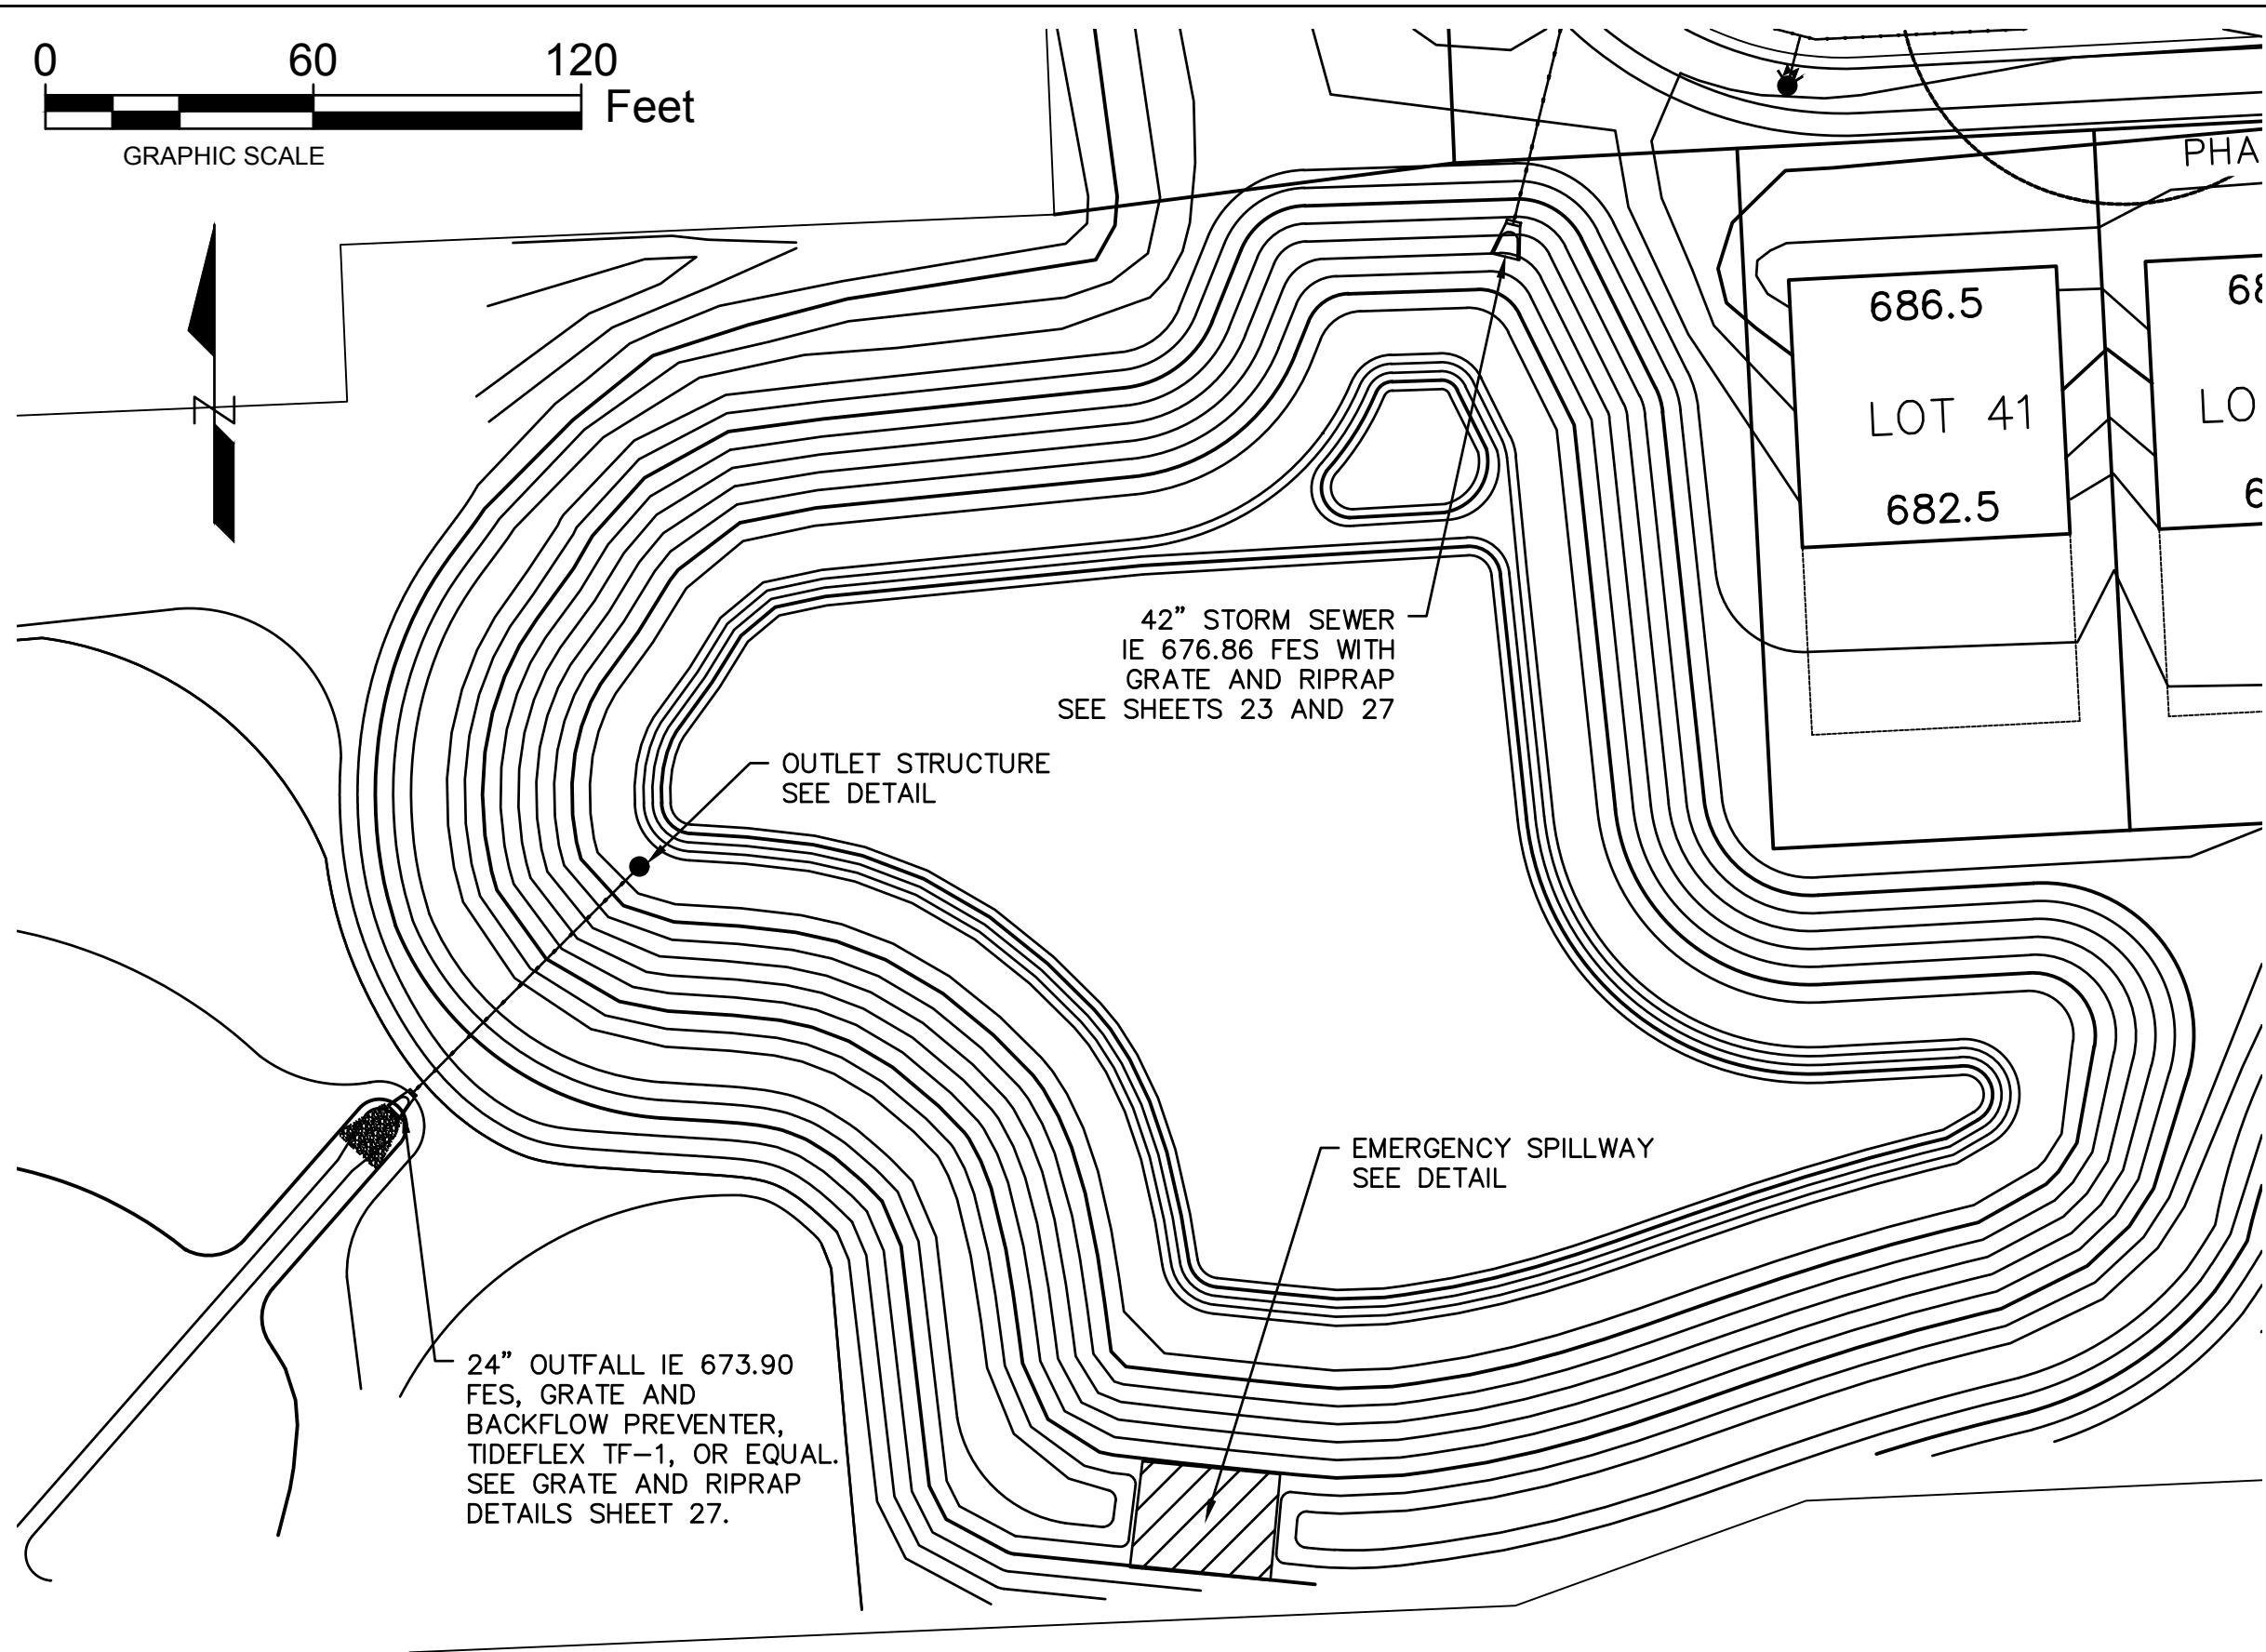 0 60 120
Feet
GRAPHIC SCALE
N
686.5
LOT 41
682.5
42” STORM SEWER
IE 676.86 FES WITH
GRATE AND RIPRAP
SEE SHEETS 23 AND 27
OUTLET STRUCTURE
SEE DETAIL
EMERGENCY SPILLWAY
SEE DETAIL
24” OUTFALL IE 673.90
FES, GRATE AND
BACKFLOW PREVENTER,
TIDEFLEX TF-1, OR EQUAL.
SEE GRATE AND RIPRAP
DETAILS SHEET 27.